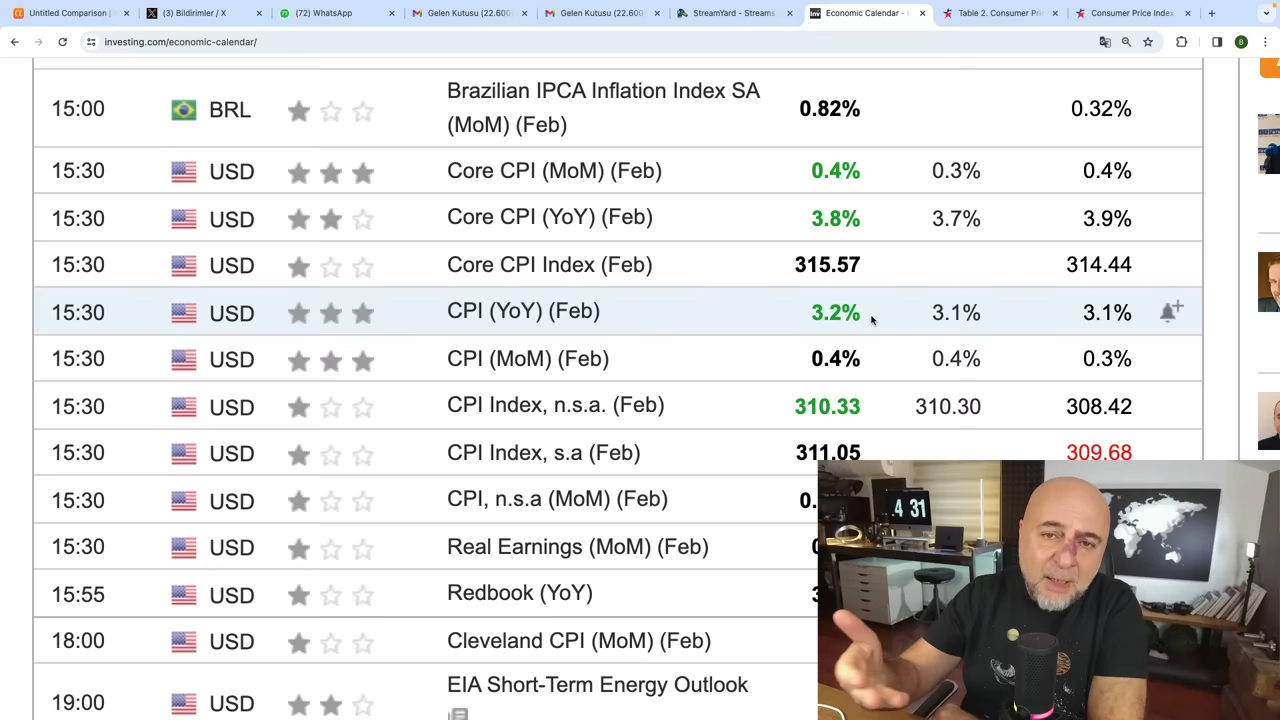 Untitled Comparison |
(3) Bildirimler / X
(72) WhatsApp
Gelen Kutusu (22.600
Gelen Kutusu (22.630
StreamYard - Streams
Economic Calendar -
Table 2. Consumer Pri
Consumer Price Index
investing.com/economic-calendar/
B
15:00 BRL Brazilian IPCA Inflation Index SA (MoM) (Feb) 0.82% 0.32%
15:30 USD Core CPI (MoM) (Feb) 0.4% 0.3% 0.4%
15:30 USD Core CPI (YoY) (Feb) 3.8% 3.7% 3.9%
15:30 USD Core CPI Index (Feb) 315.57 314.44
15:30 USD CPI (YoY) (Feb) 3.2% 3.1% 3.1%
15:30 USD CPI (MoM) (Feb) 0.4% 0.4% 0.3%
15:30 USD CPI Index, n.s.a. (Feb) 310.33 310.30 308.42
15:30 USD CPI Index, s.a (Feb) 311.05 309.68
15:30 USD CPI, n.s.a (MoM) (Feb) 0.
15:30 USD Real Earnings (MoM) (Feb)
15:55 USD Redbook (YoY)
18:00 USD Cleveland CPI (MoM) (Feb)
19:00 USD EIA Short-Term Energy Outlook
4 31